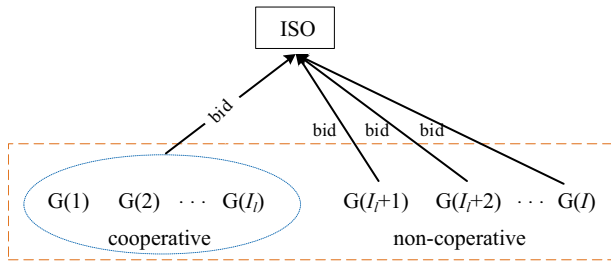 ISO
bid
bid bid bid
G(1) G(2) ··· G(I_l) G(I_l+1) G(I_l+2) ··· G(I)
cooperative non-coperative